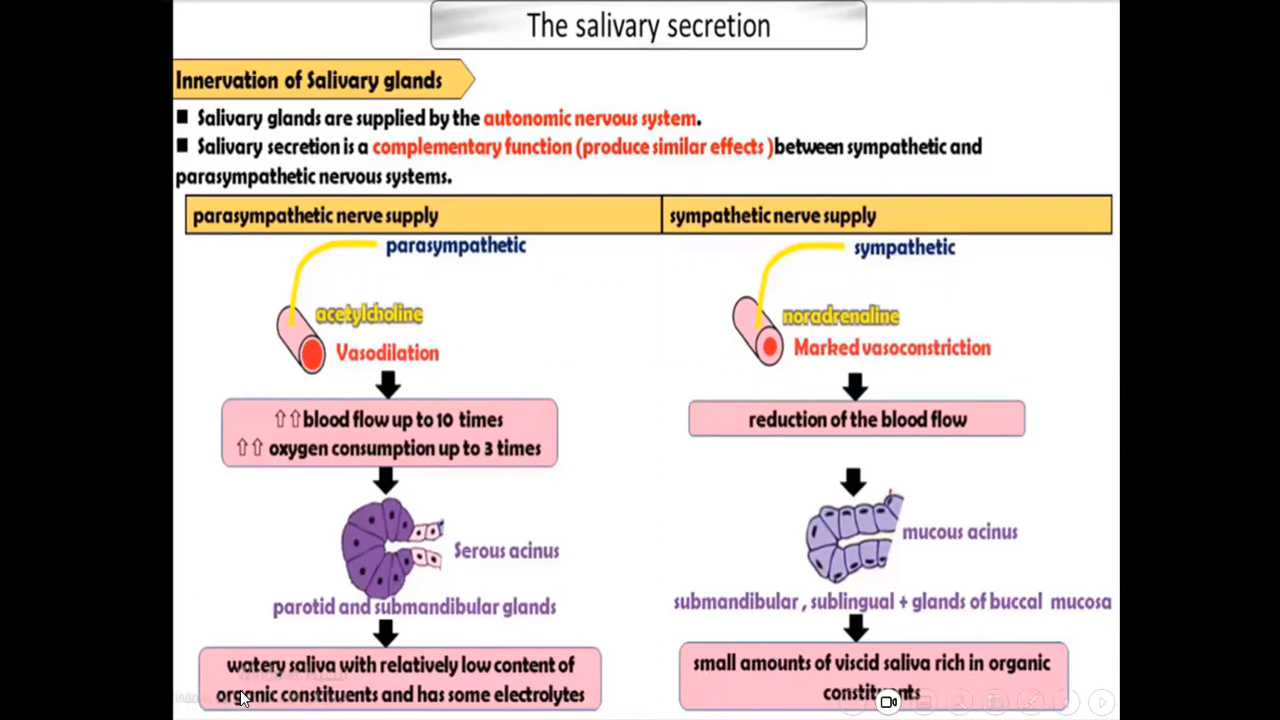 The salivary secretion
Innervation of Salivary glands
■ Salivary glands are supplied by the autonomic nervous system.
■ Salivary secretion is a complementary function (produce similar effects )between sympathetic and
parasympathetic nervous systems.
parasympathetic nerve supply
sympathetic nerve supply
parasympathetic
acetylcholine
Vasodilation
⇧⇧blood flow up to 10 times
⇧⇧ oxygen consumption up to 3 times
Serous acinus
parotid and submandibular glands
watery saliva with relatively low content of
organic constituents and has some electrolytes
sympathetic
noradrenaline
Marked vasoconstriction
reduction of the blood flow
mucous acinus
submandibular , sublingual + glands of buccal mucosa
small amounts of viscid saliva rich in organic
constituents